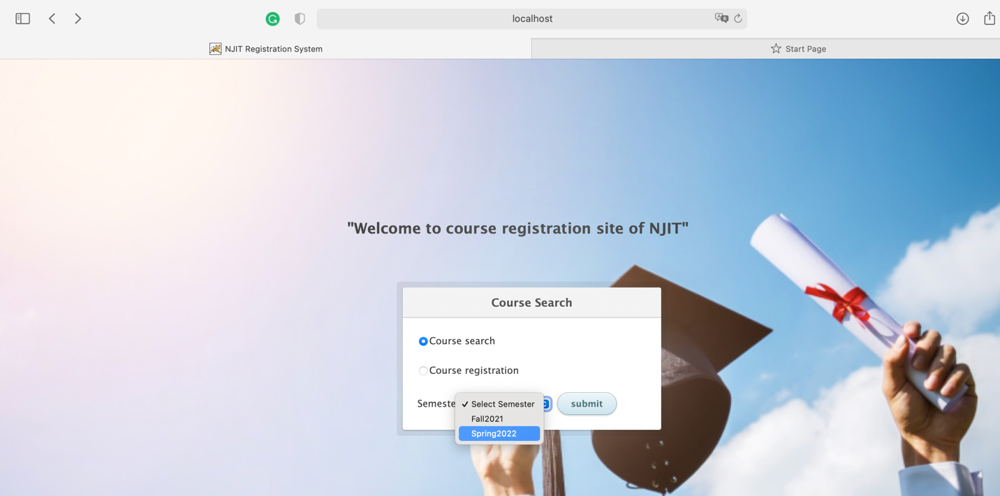 localhost
NJIT Registration System
Start Page
"Welcome to course registration site of NJIT"
Course Search
Course search
Course registration
Semeste
✓ Select Semester
Fall2021
Spring2022
submit